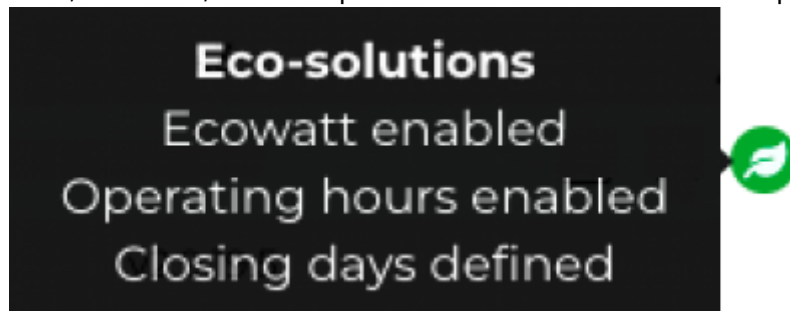 Eco-solutions
Ecowatt enabled
Operating hours enabled
Closing days defined